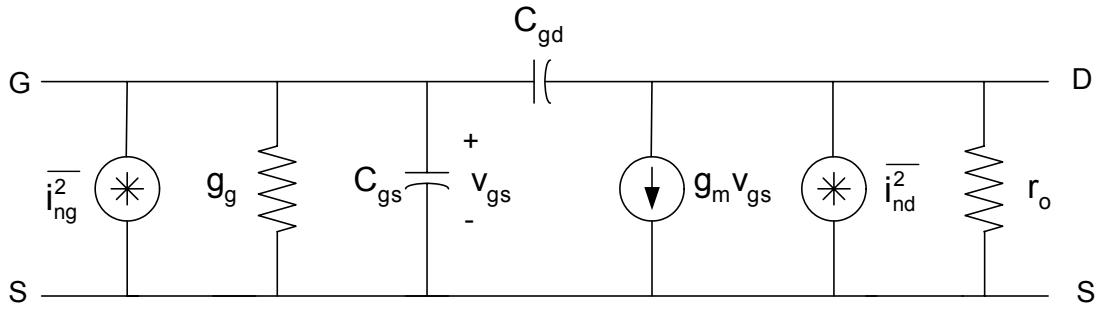 C_gd
G
D
i_ng^2
g_g
C_gs
+
v_gs
-
g_m v_gs
i_nd^2
r_o
S
S